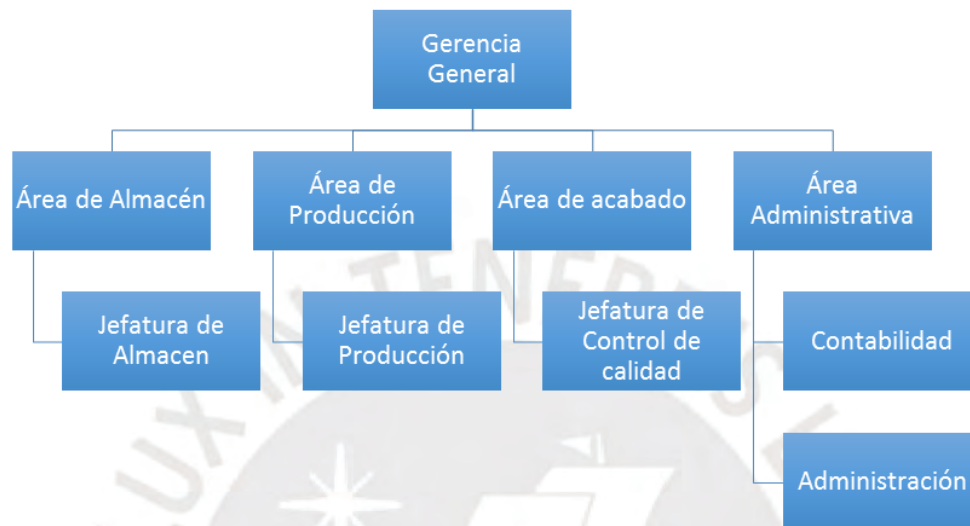 Gerencia
General
Área de Almacén
Área de
Producción
Área de acabado
Área
Administrativa
Jefatura de
Almacen
Jefatura de
Producción
Jefatura de
Control de
calidad
Contabilidad
Administración